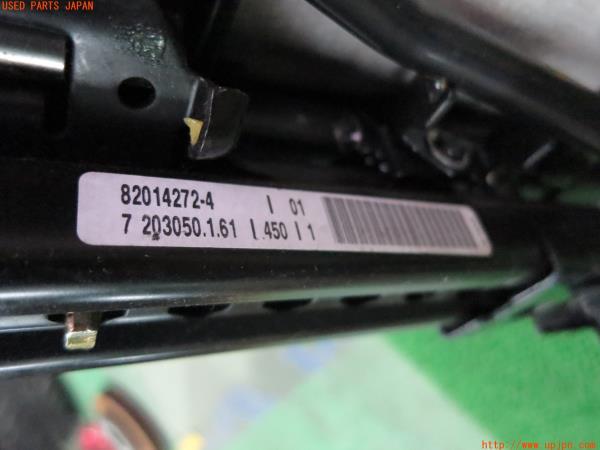 USED PARTS JAPAN
82014272-4 I 01
7 203050.1.61 L 450 I 1
http://www.upjpn.com/